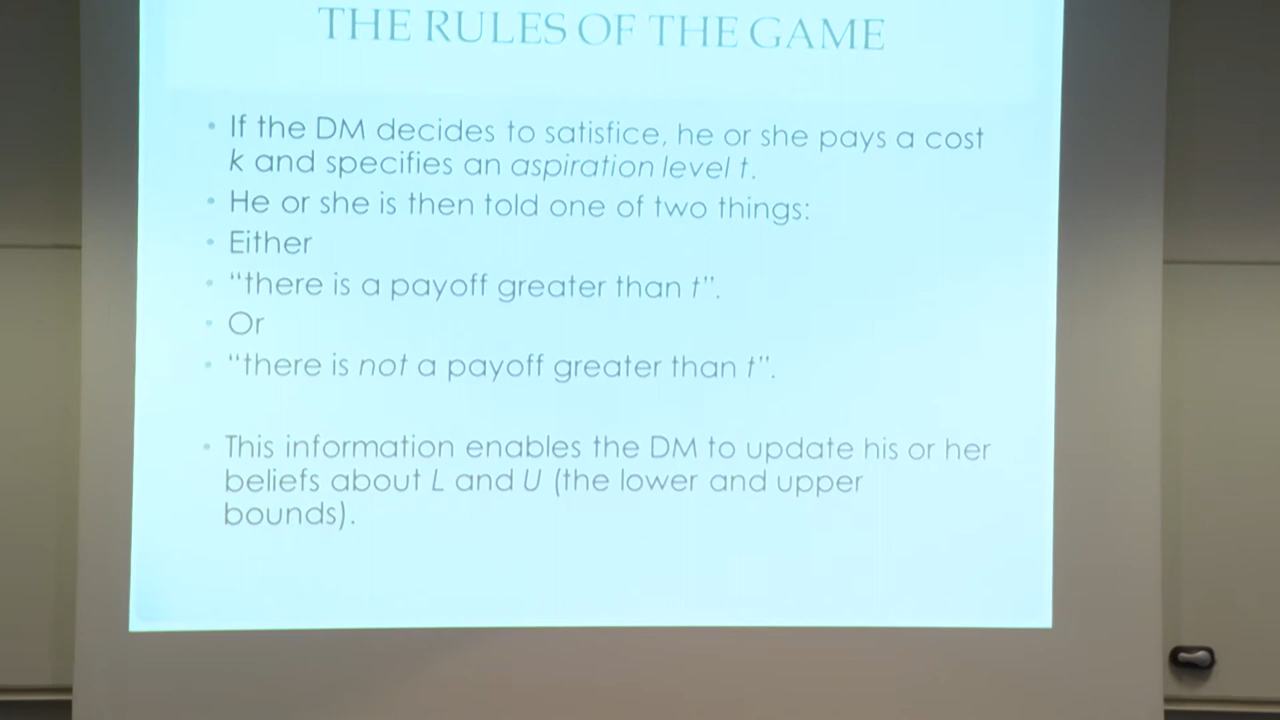 THE RULES OF THE GAME
• If the DM decides to satisfice, he or she pays a cost
k and specifies an aspiration level t.
• He or she is then told one of two things:
• Either
• “there is a payoff greater than t”.
• Or
• “there is not a payoff greater than t”.
• This information enables the DM to update his or her
beliefs about L and U (the lower and upper
bounds).